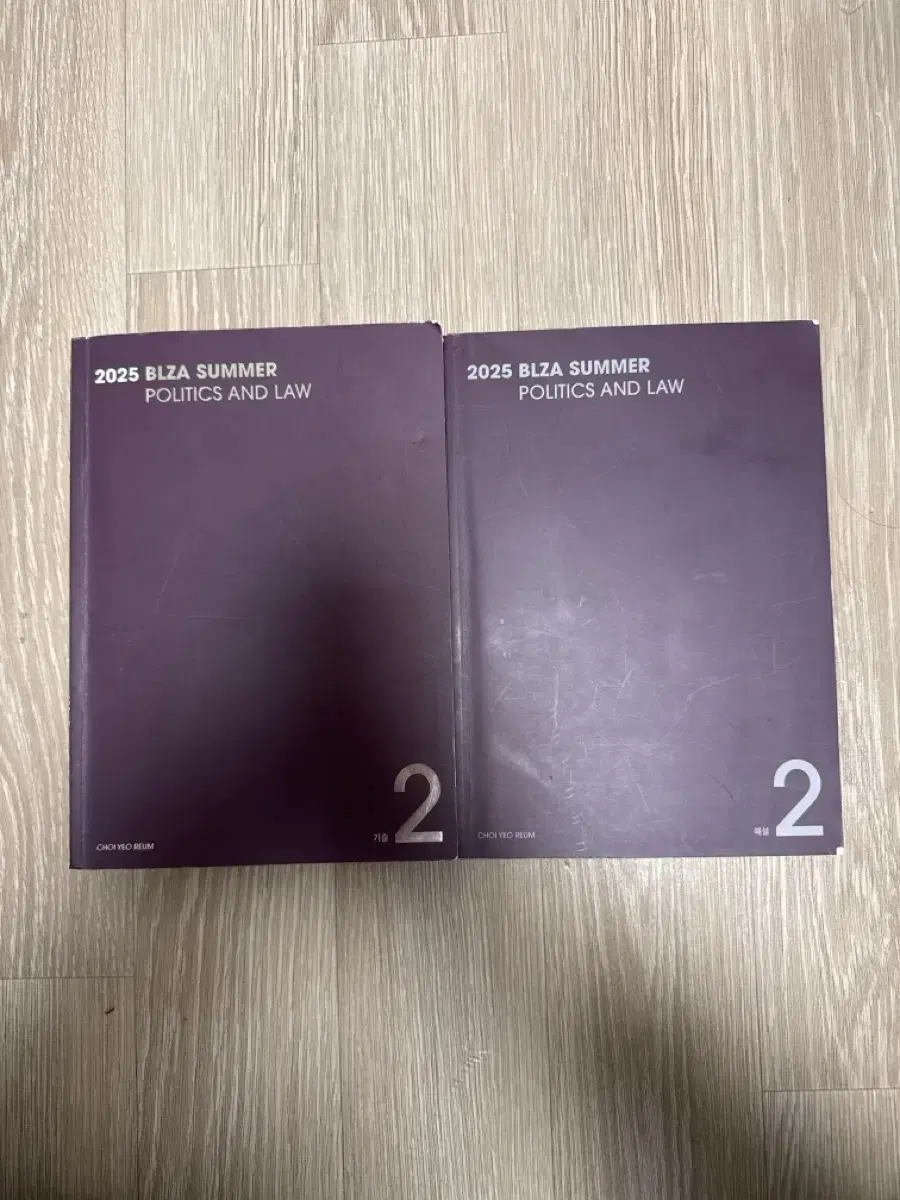 2025 BLZA SUMMER
POLITICS AND LAW
CHOI YEO REUM
기출 2
2025 BLZA SUMMER
POLITICS AND LAW
CHOI YEO REUM
해설 2